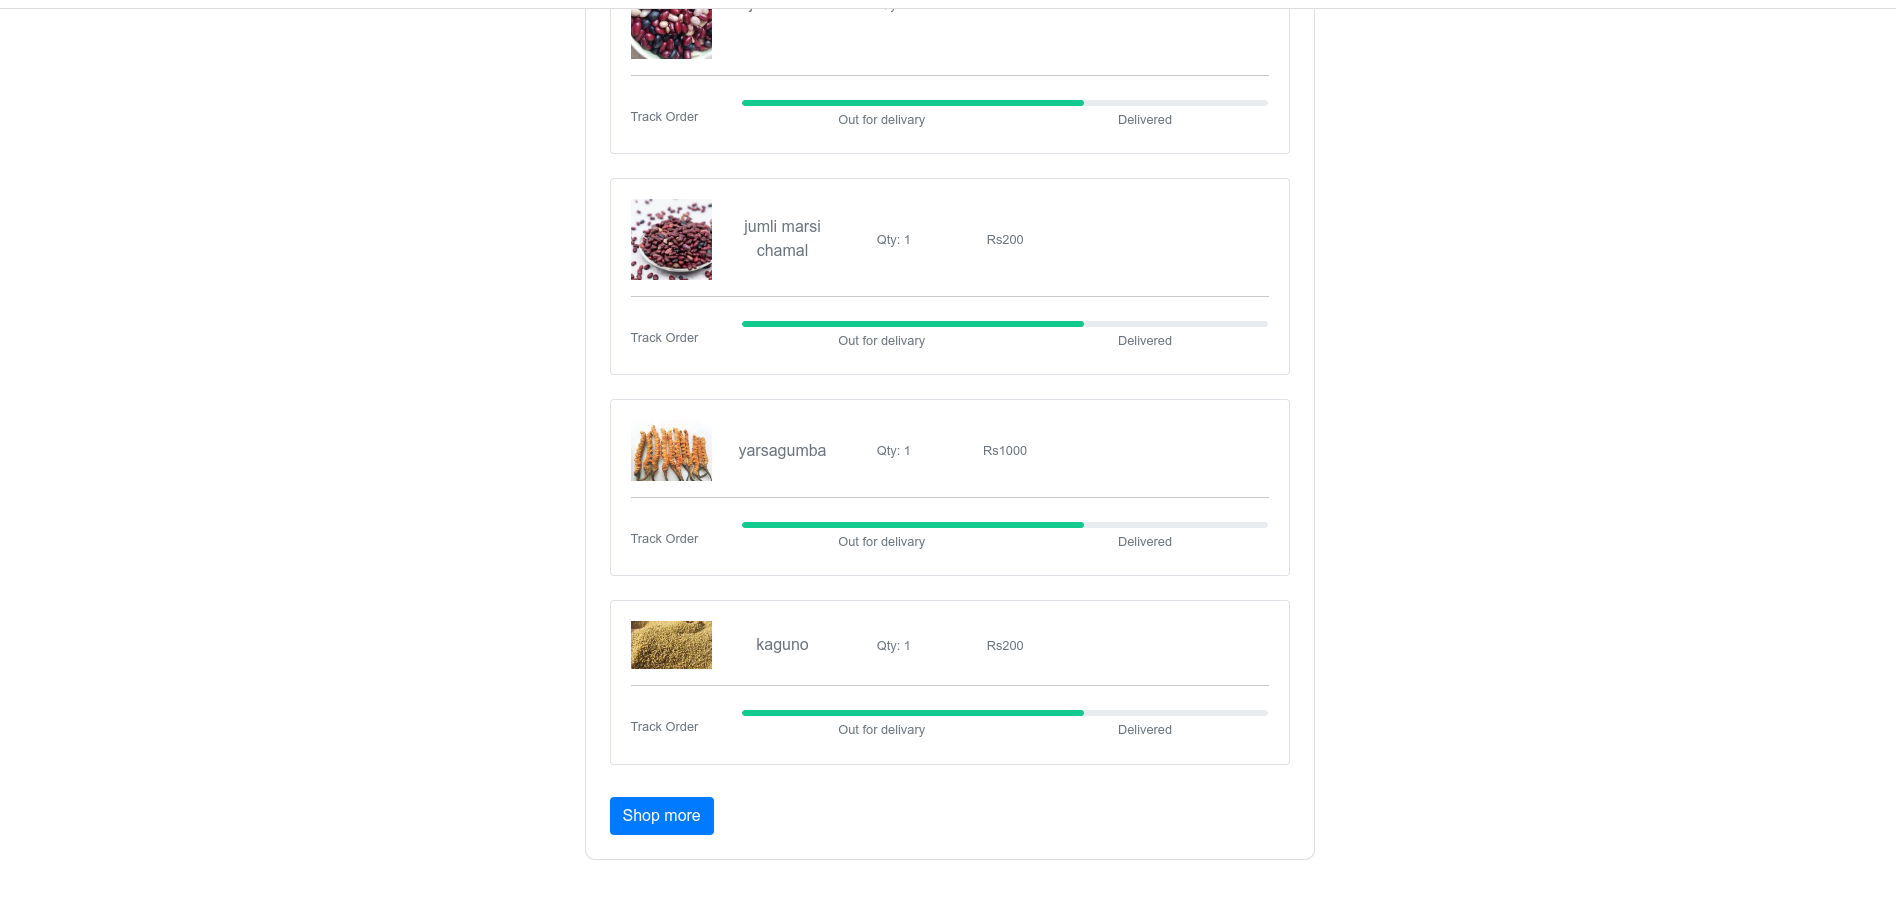 Track Order
Out for delivary
Delivered
jumli marsi
chamal
Qty: 1
Rs200
Track Order
Out for delivary
Delivered
yarsagumba
Qty: 1
Rs1000
Track Order
Out for delivary
Delivered
kaguno
Qty: 1
Rs200
Track Order
Out for delivary
Delivered
Shop more